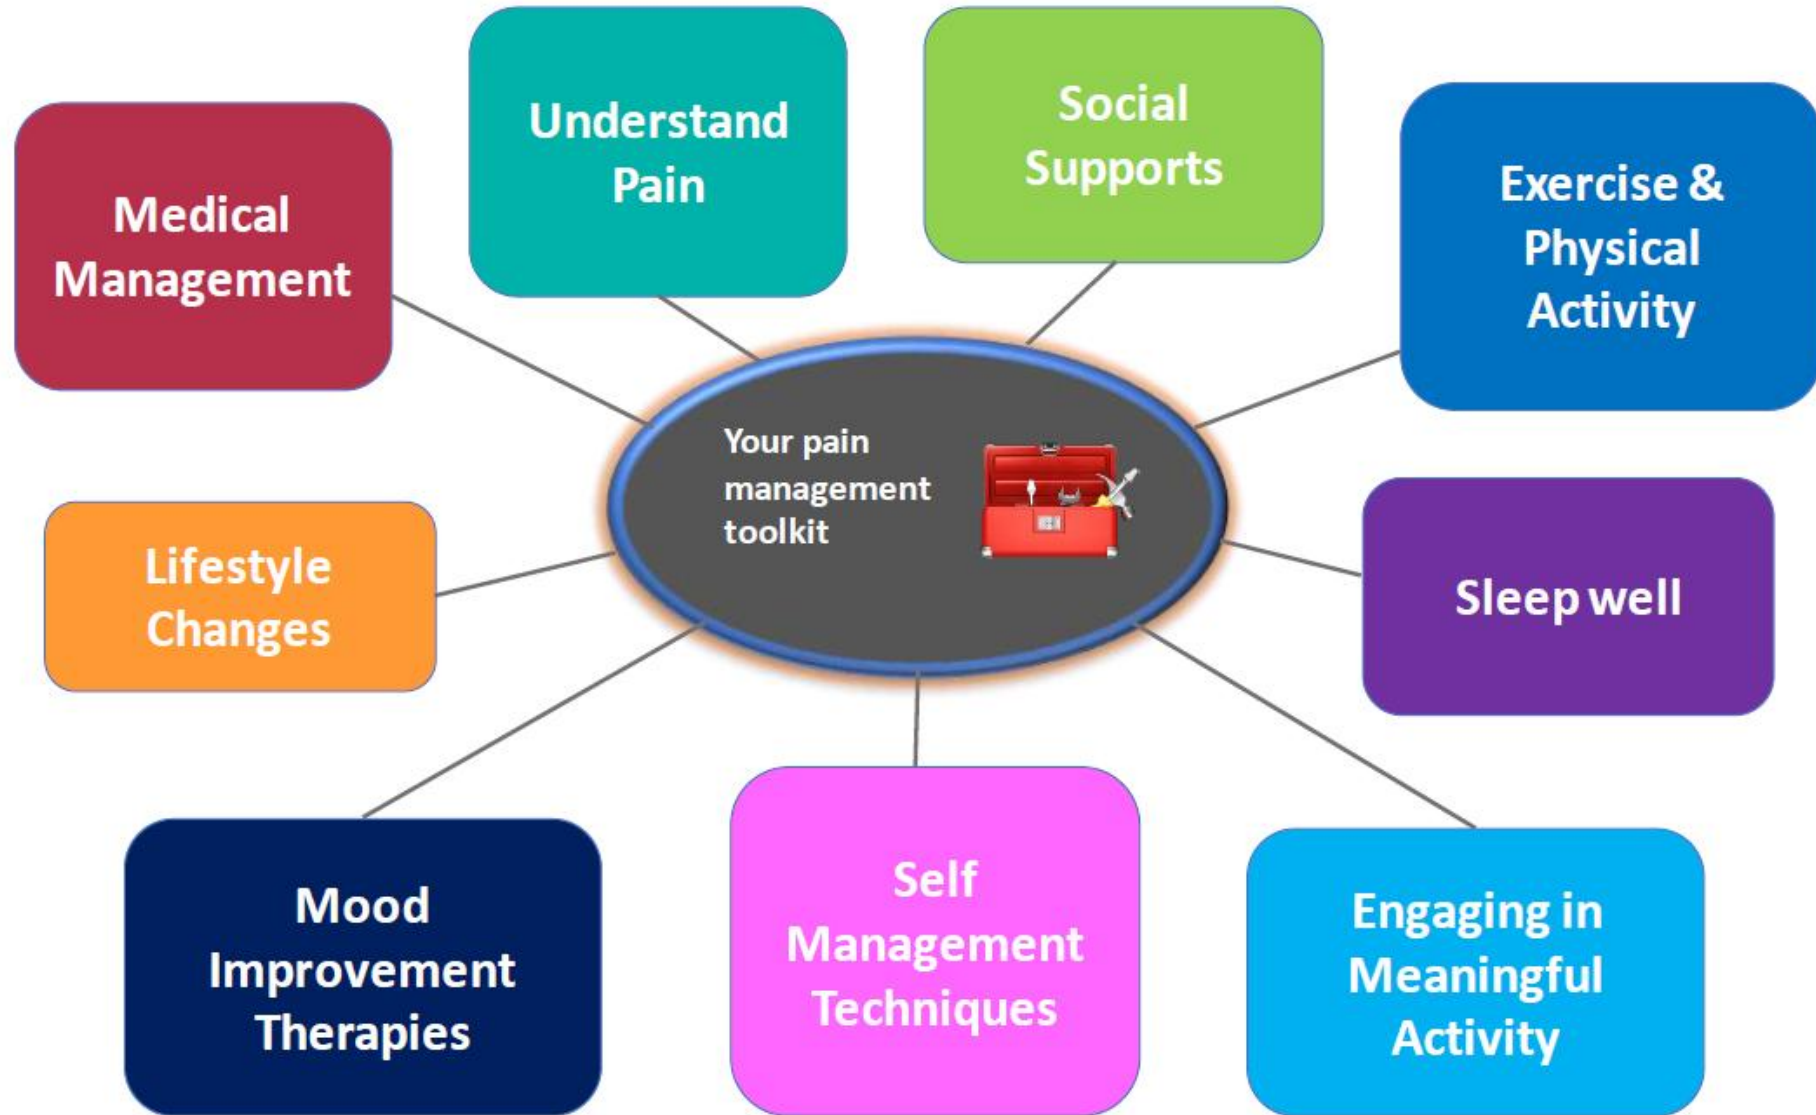 Understand
Pain
Social
Supports
Medical
Management
Exercise &
Physical
Activity
Your pain
management
toolkit
Lifestyle
Changes
Sleep well
Mood
Improvement
Therapies
Self
Management
Techniques
Engaging in
Meaningful
Activity